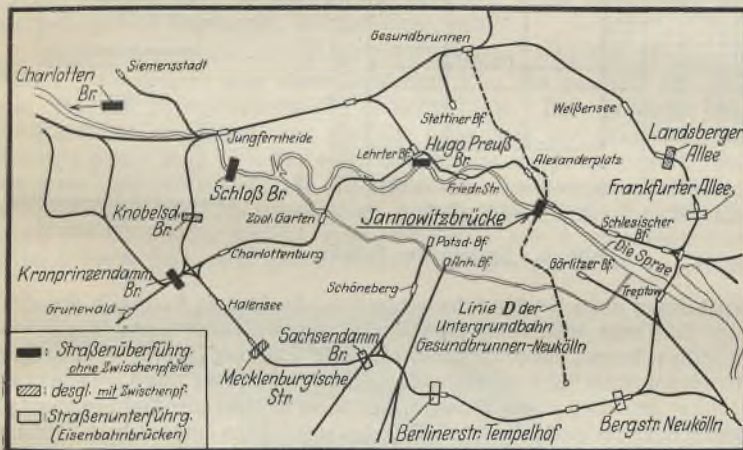 Gesundbrunnen
Siemensstadt
Charlotten
Br.
Stettiner Bf.
Weißensee
Landsberger
Allee
Jungfernheide
Lehrter Bf.
Hugo Preuß
Br.
Alexanderplatz
Frankfurter Allee
Schloß Br.
Friedr. Str.
Knobelsd.
Br.
Zool. Garten
Jannowitzbrücke
Schlesischer
Bf.
Die Spree
Charlottenburg
Potsd. Bf.
Anh. Bf.
Görlitzer Bf.
Kronprinzendamm
Br.
Treptow
Grunewald
Halensee
Schöneberg
Linie D der
Untergrundbahn
Gesundbrunnen-Neukölln
Sachsendamm
Br.
Mecklenburgische
Str.
Berlinerstr. Tempelhof
Bergstr. Neukölln
: Straßenüberführg.
ohne Zwischenpfeiler
: desgl. mit Zwischenpf.
: Straßenunterführg.
(Eisenbahnbrücken)